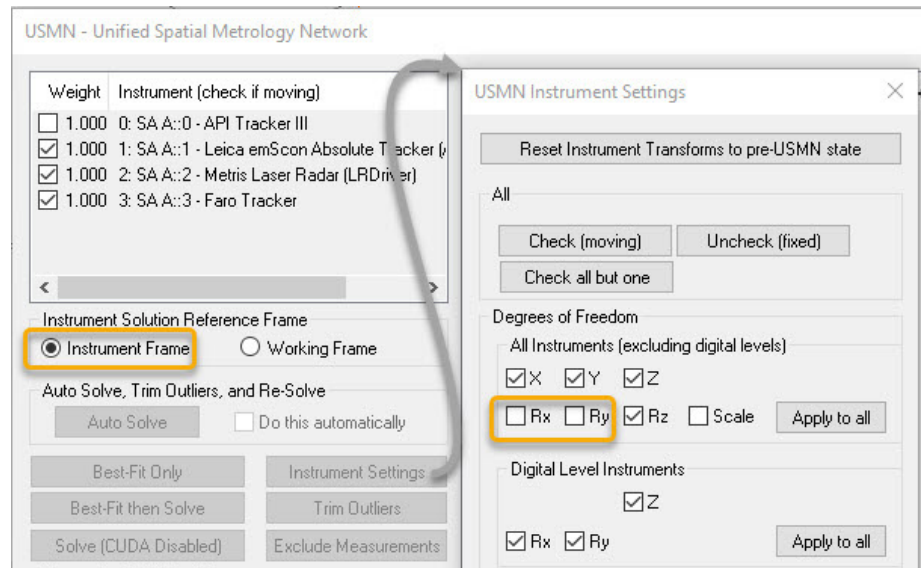 USMN - Unified Spatial Metrology Network
Weight Instrument (check if moving)
1.000 0: SA A::0 - API Tracker III
1.000 1: SA A::1 - Leica emScon Absolute Tracker (
1.000 2: SA A::2 - Metris Laser Radar (LRDriver)
1.000 3: SA A::3 - Faro Tracker
Instrument Solution Reference Frame
Instrument Frame Working Frame
Auto Solve, Trim Outliers, and Re-Solve
Auto Solve Do this automatically
Best-Fit Only Instrument Settings
Best-Fit then Solve Trim Outliers
Solve (CUDA Disabled) Exclude Measurements
USMN Instrument Settings
Reset Instrument Transforms to pre-USMN state
All
Check (moving) Uncheck (fixed)
Check all but one
Degrees of Freedom
All Instruments (excluding digital levels)
X Y Z
Rx Ry Rz Scale Apply to all
Digital Level Instruments
Z
Rx Ry Apply to all